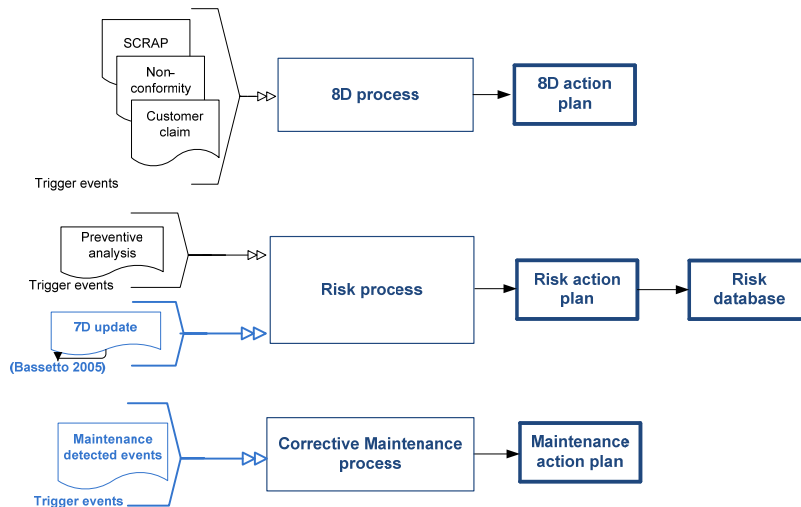 SCRAP
Non-
conformity
Customer
claim
Trigger events
8D process
8D action
plan
Preventive
analysis
Trigger events
7D update
(Bassetto 2005)
Risk process
Risk action
plan
Risk
database
Maintenance
detected events
Trigger events
Corrective Maintenance
process
Maintenance
action plan